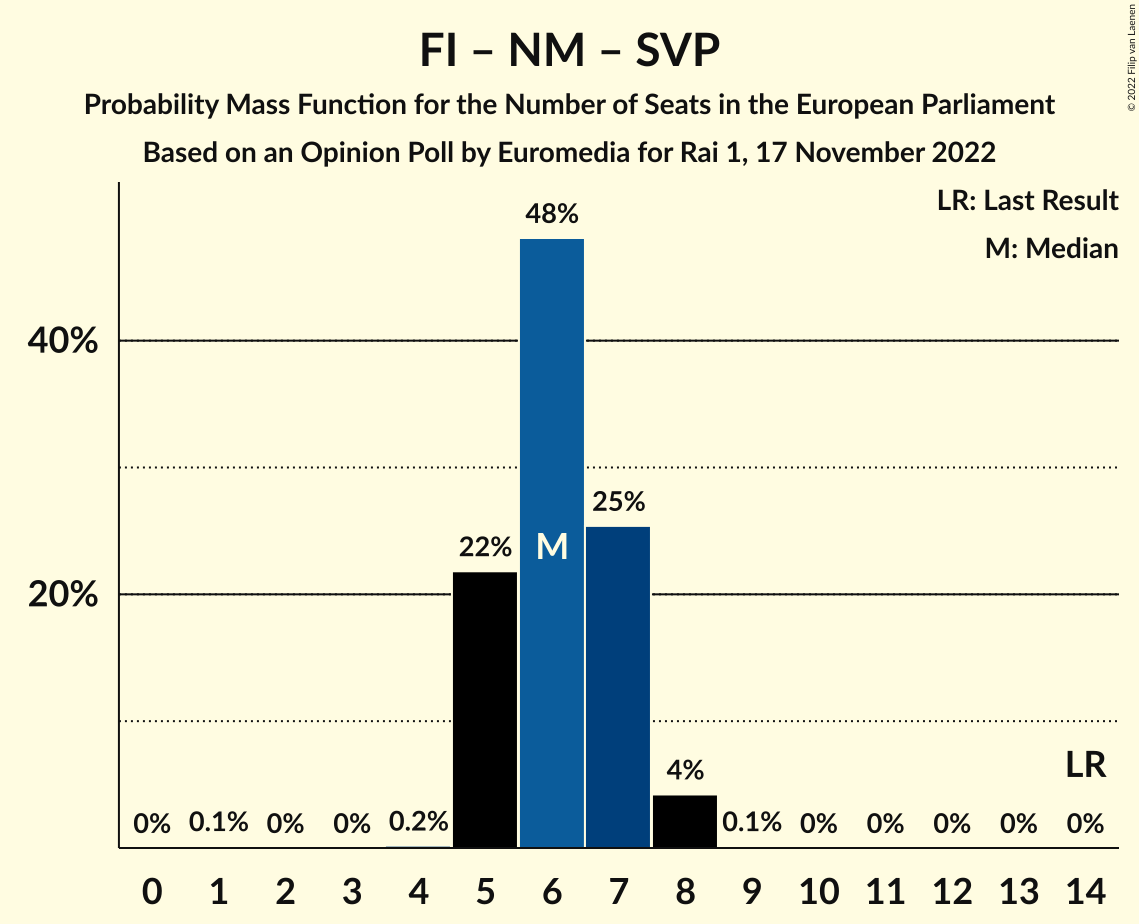 FI – NM – SVP
Probability Mass Function for the Number of Seats in the European Parliament
Based on an Opinion Poll by Euromedia for Rai 1, 17 November 2022
© 2022 Filip van Laenen
LR: Last Result
M: Median
48%
40%
25%
22%
M
20%
4%
LR
0% 0.1% 0% 0% 0.2% 0.1% 0% 0% 0% 0% 0%
0 1 2 3 4 5 6 7 8 9 10 11 12 13 14